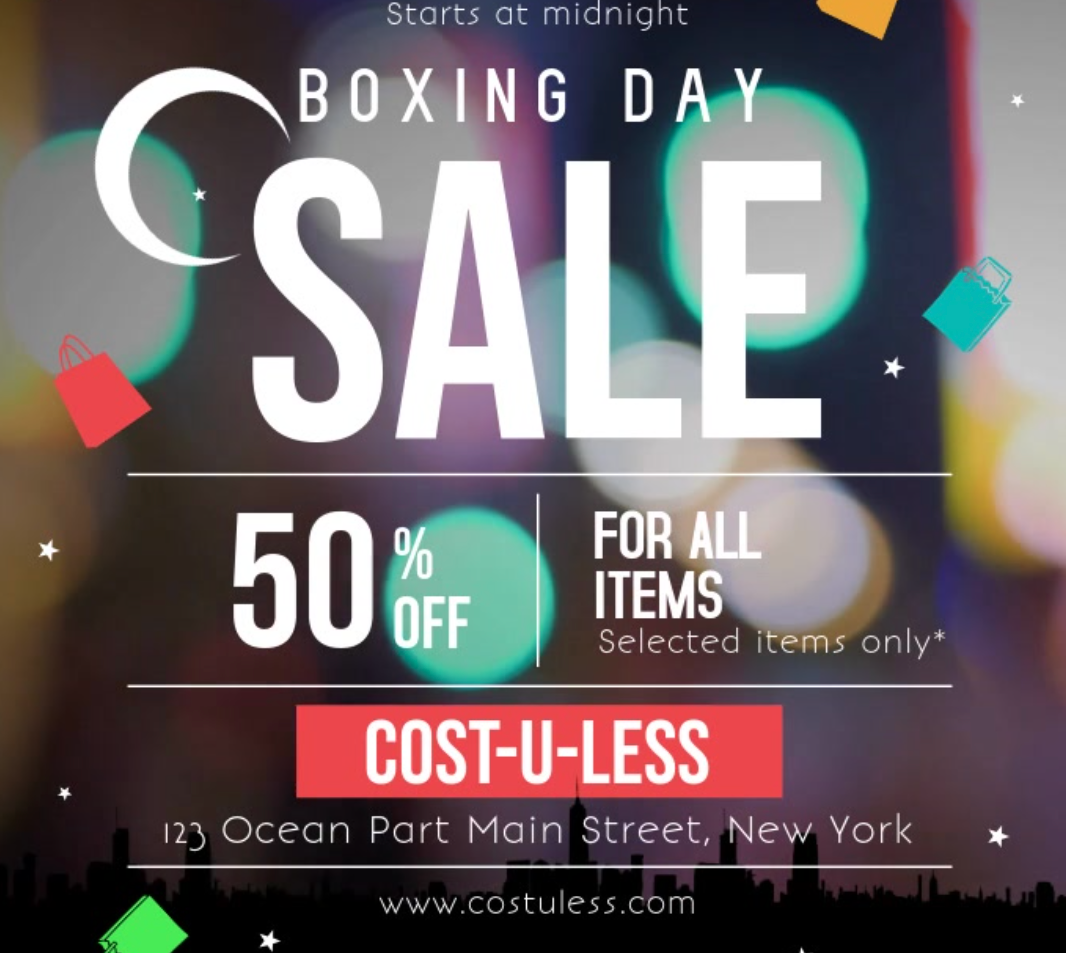 Starts at midnight
BOXING DAY
SALE
50%
OFF
FOR ALL
ITEMS
Selected items only*
COST-U-LESS
123 Ocean Part Main Street, New York
www.costuless.com